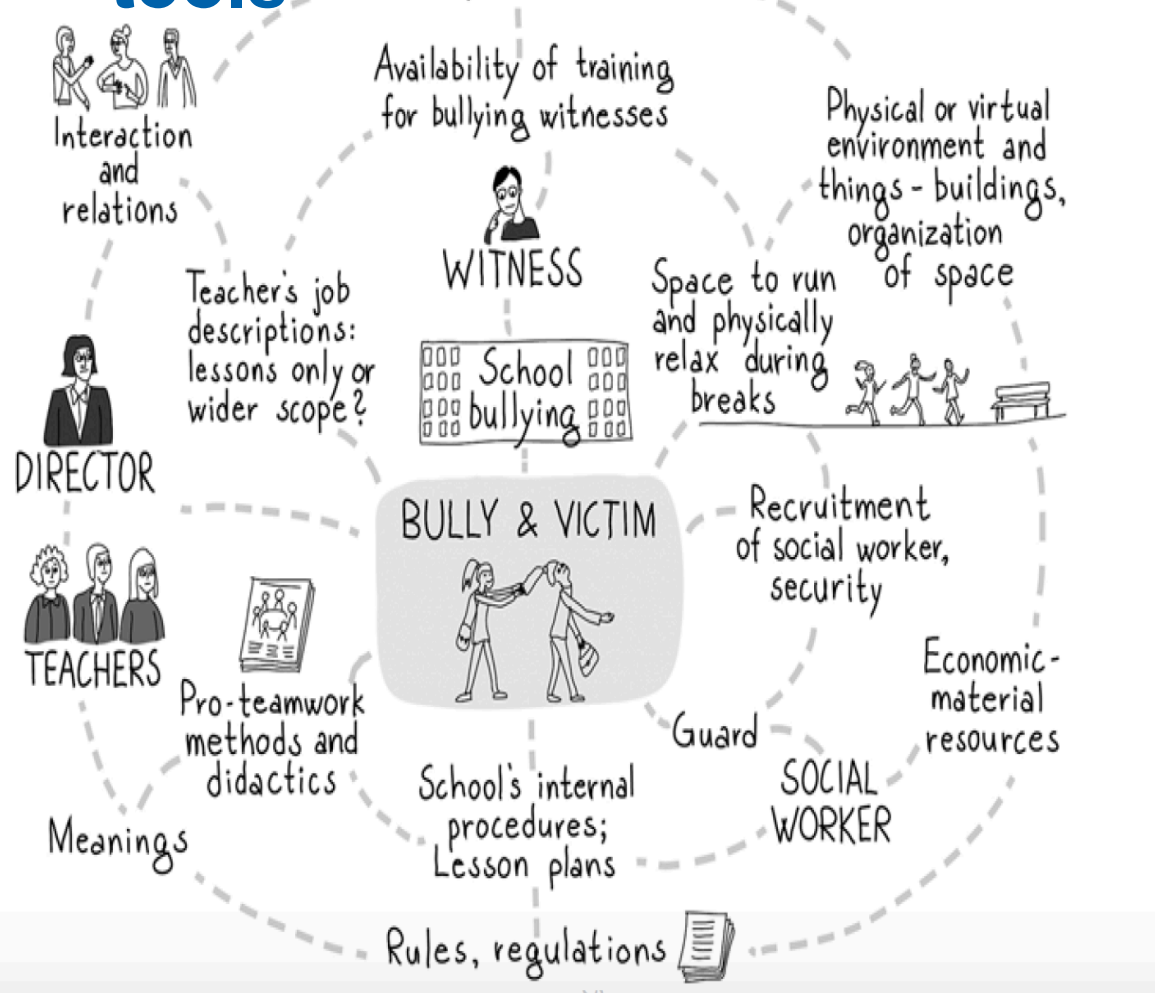 tools
Availability of training
for bullying witnesses
Physical or virtual
environment and
things - buildings,
organization
of space
Interaction
and
relations
WITNESS
Teacher's job
descriptions:
lessons only or
wider scope?
Space to run
and physically
relax during
breaks
School
bullying
DIRECTOR
BULLY & VICTIM
Recruitment
of social worker,
security
TEACHERS
Pro-teamwork
methods and
didactics
Economic-
material
resources
Guard
SOCIAL
WORKER
School's internal
procedures;
Lesson plans
Meanings
Rules, regulations